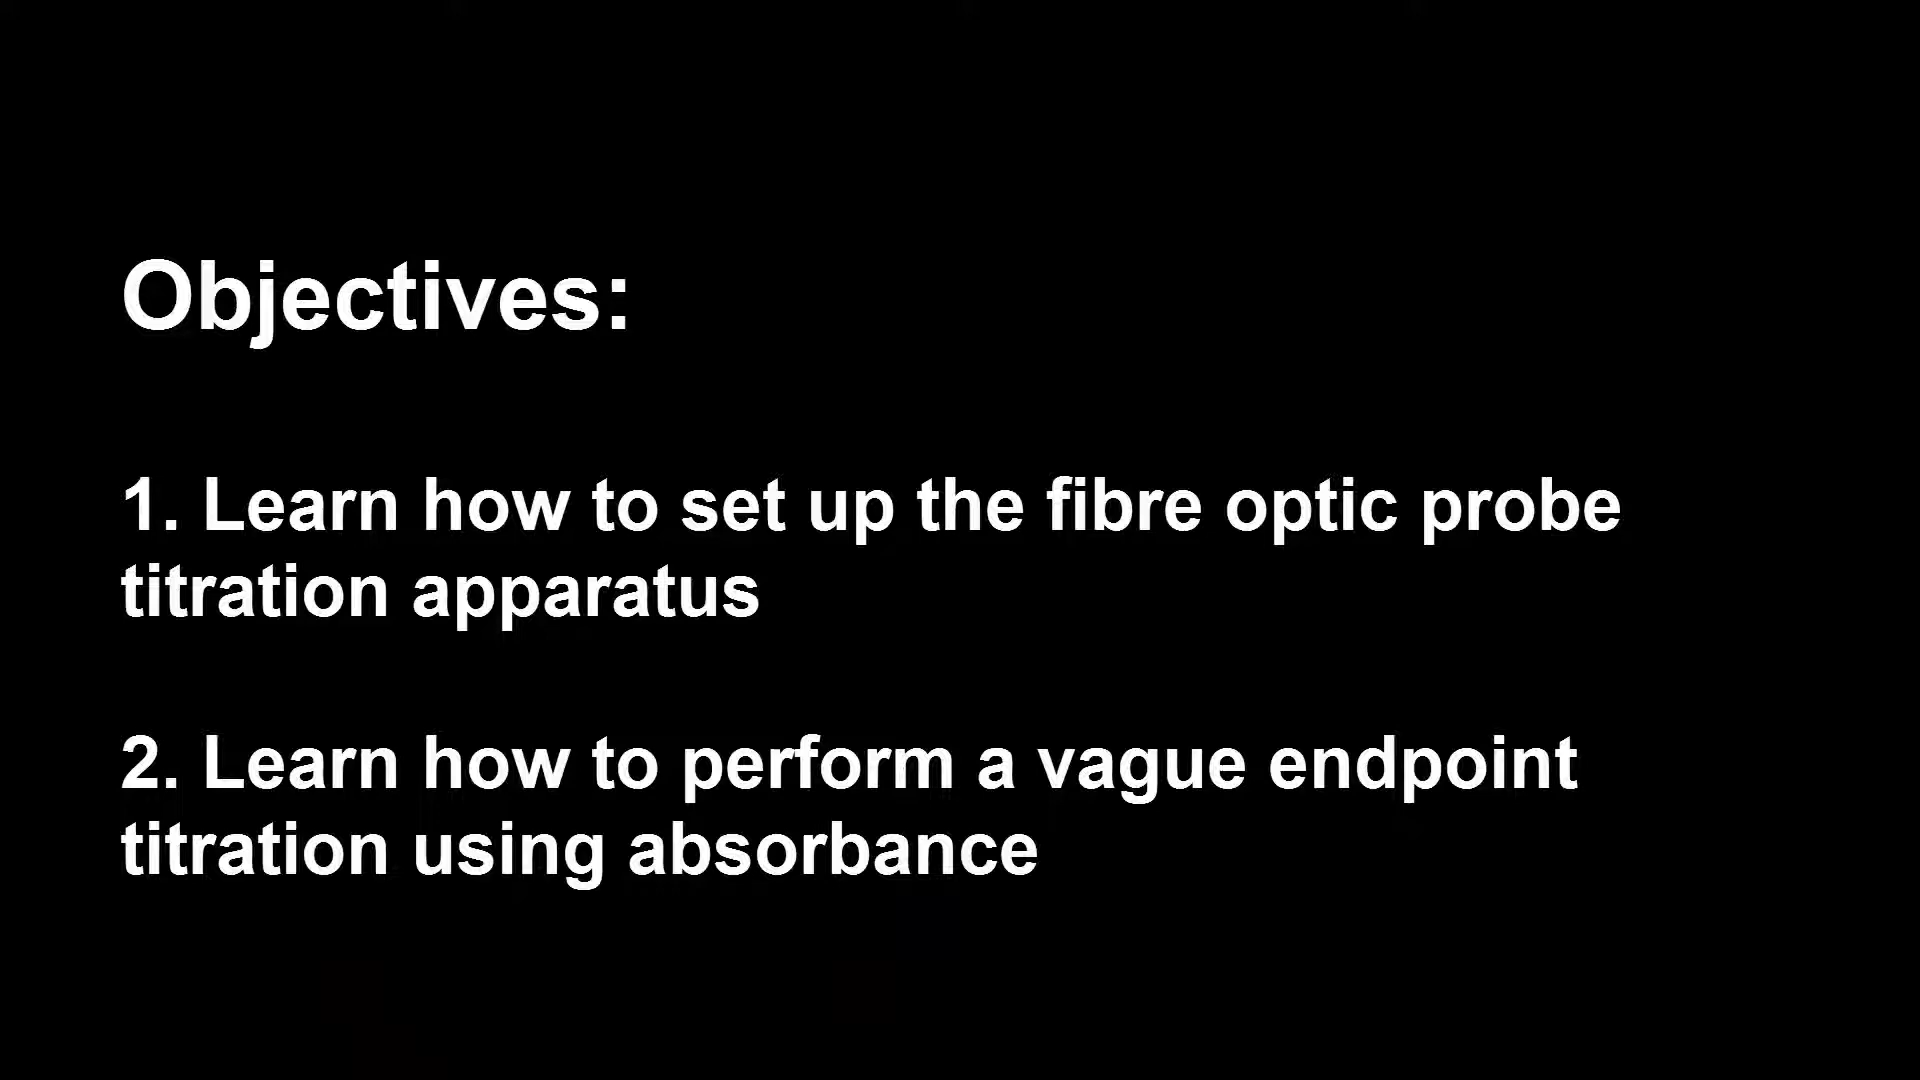 Objectives:
1. Learn how to set up the fibre optic probe
titration apparatus
2. Learn how to perform a vague endpoint
titration using absorbance